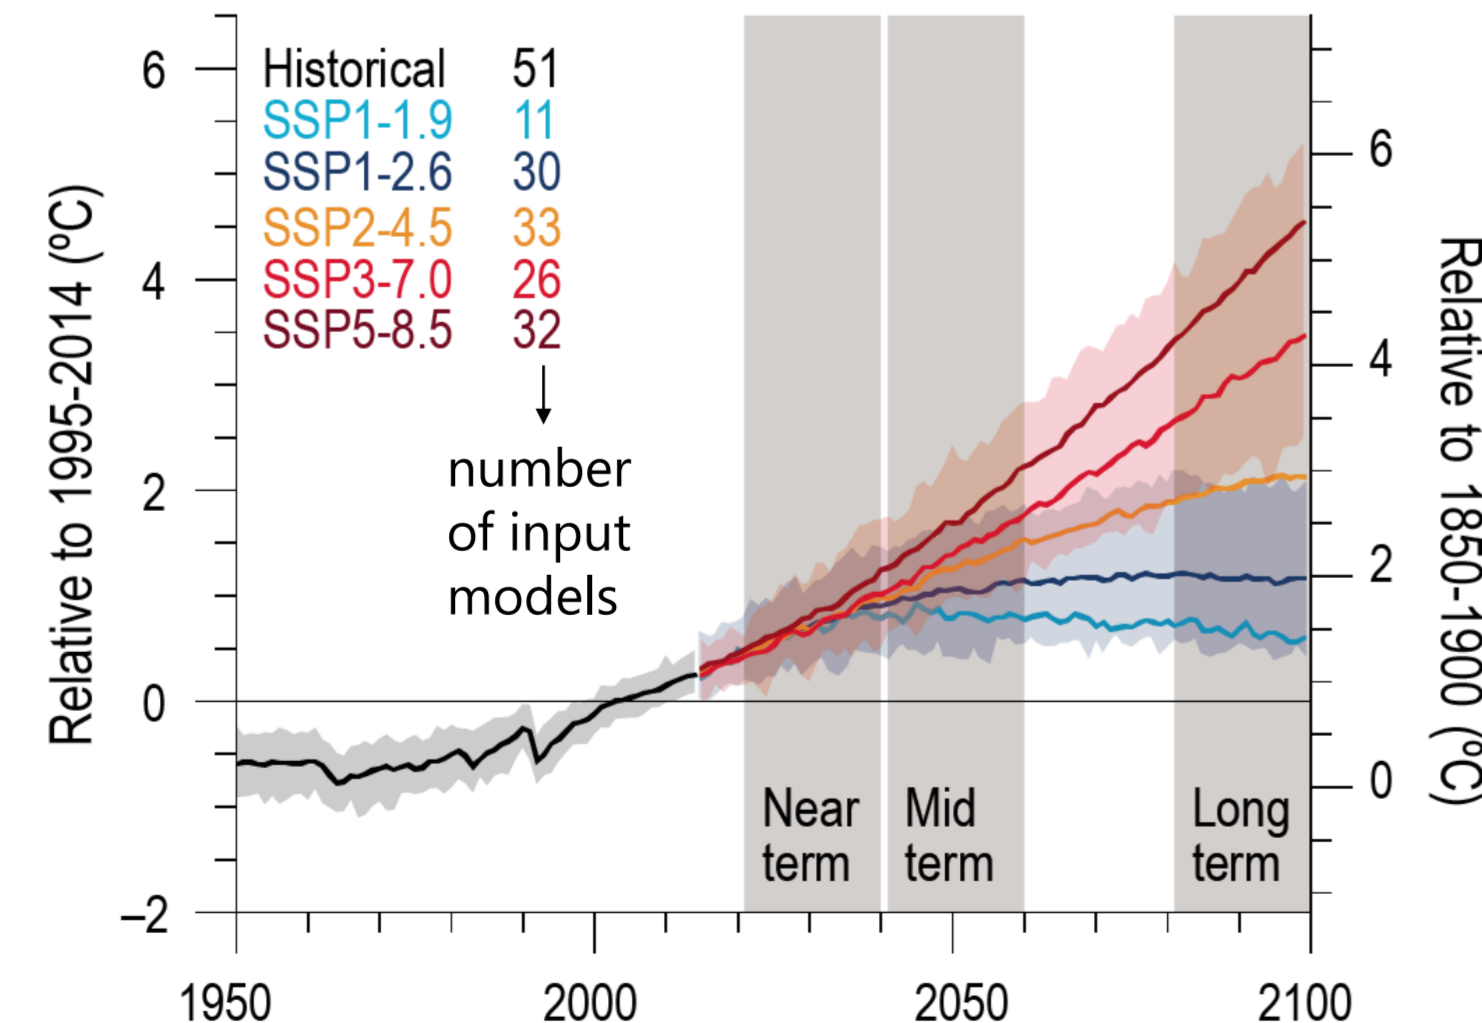 Relative to 1995-2014 (ºC)
6
4
2
0
−2
Historical 51
SSP1-1.9 11
SSP1-2.6 30
SSP2-4.5 33
SSP3-7.0 26
SSP5-8.5 32
number
of input
models
Near
term
Mid
term
Long
term
1950
2000
2050
2100
6
4
2
0
Relative to 1850-1900 (ºC)